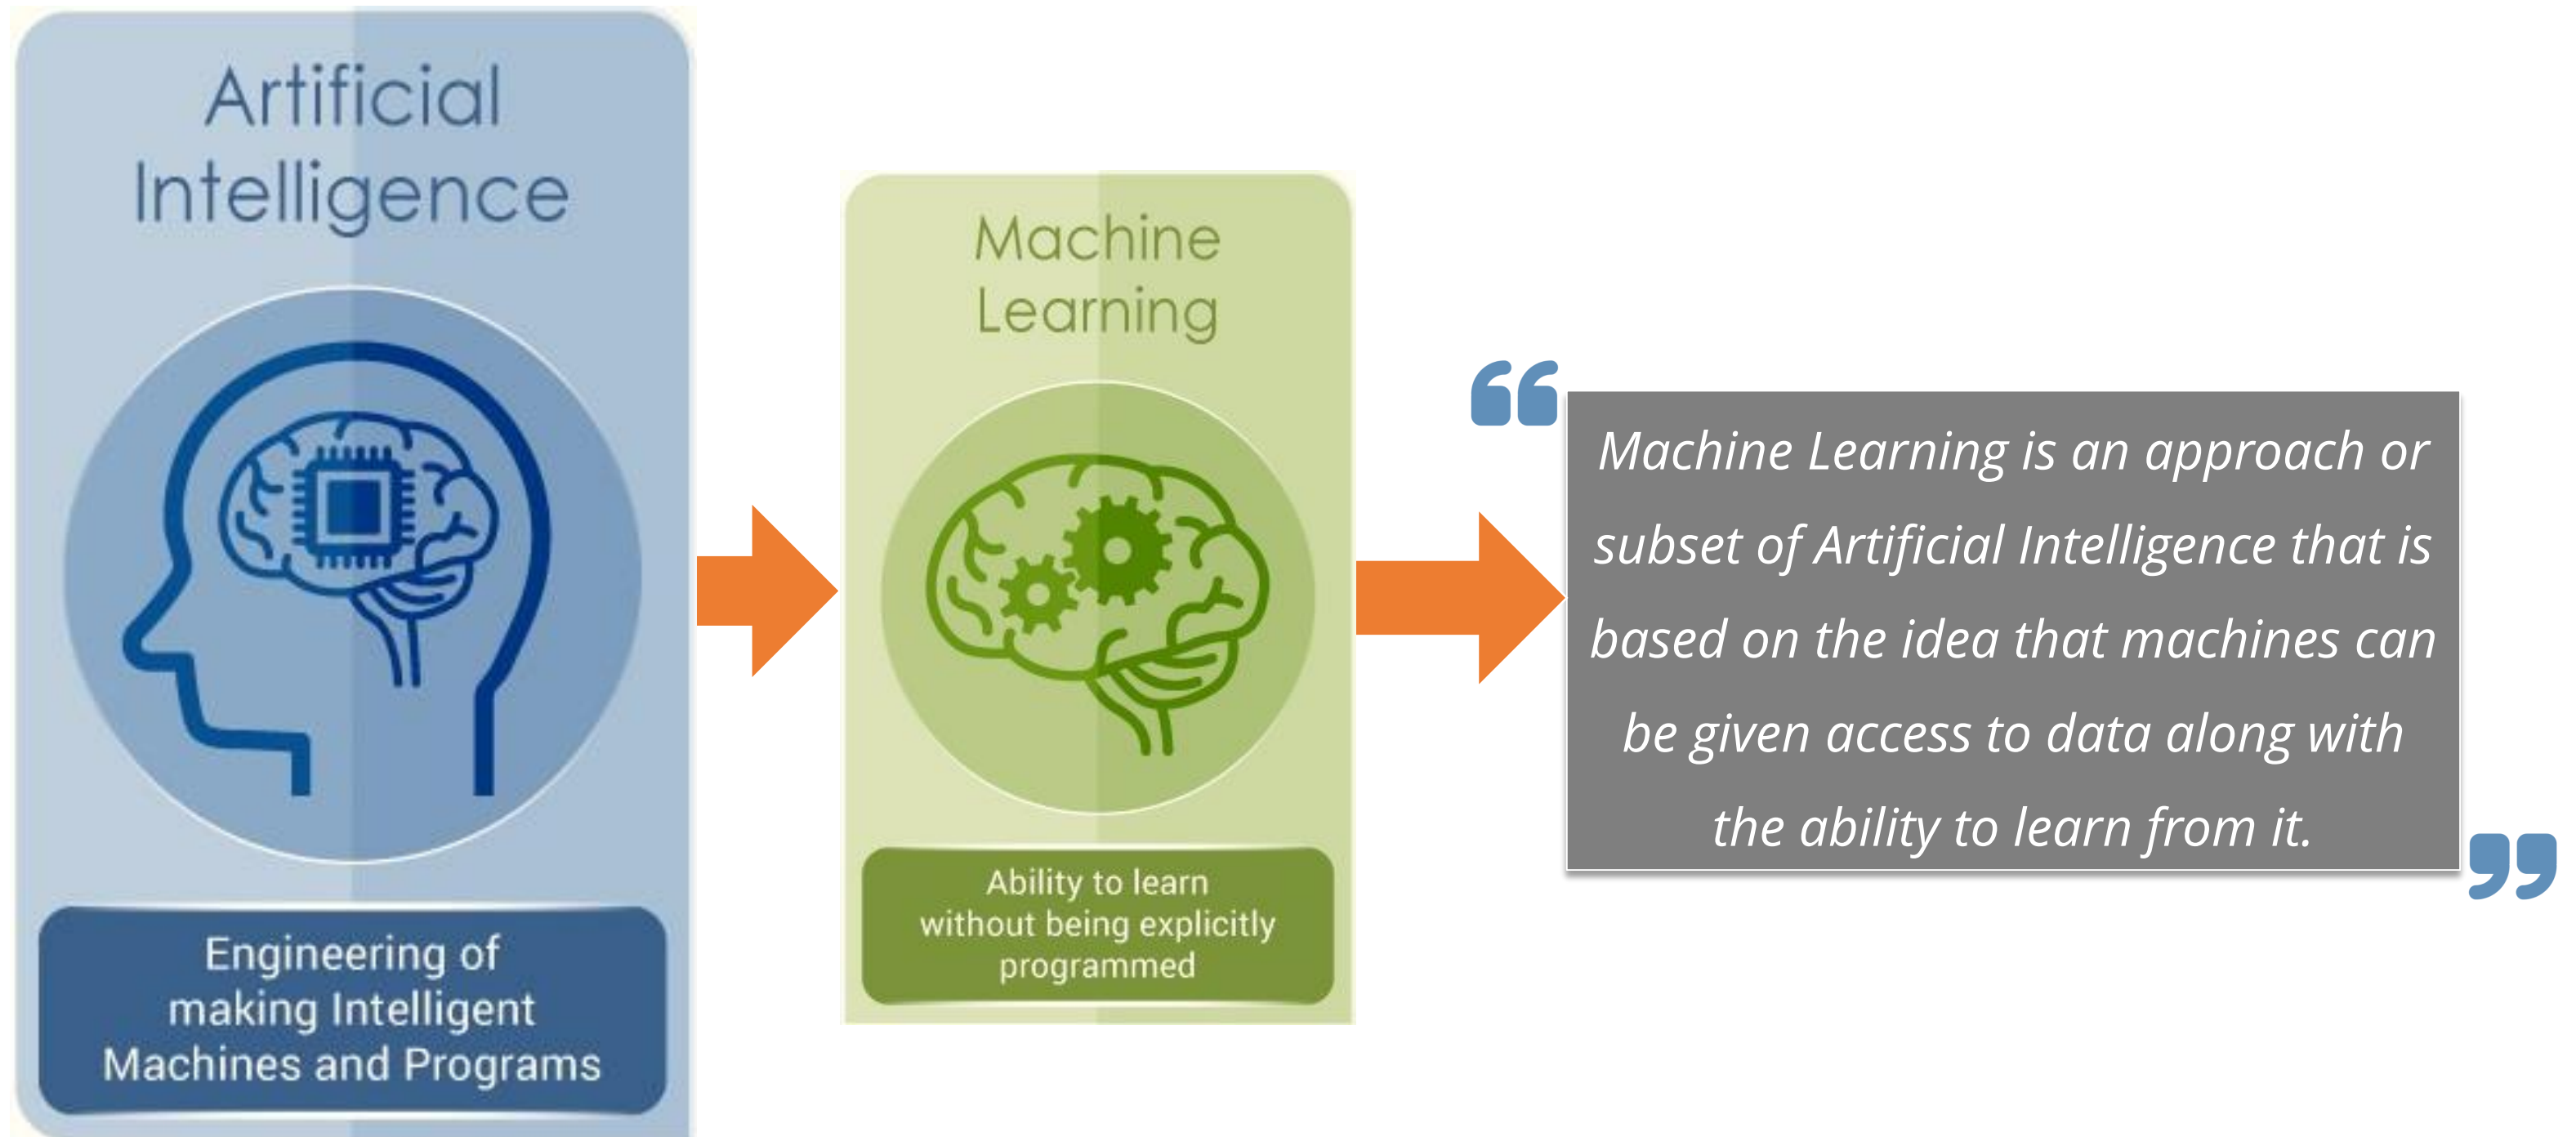 Artificial
Intelligence
Engineering of
making Intelligent
Machines and Programs
Machine
Learning
Ability to learn
without being explicitly
programmed
“
Machine Learning is an approach or
subset of Artificial Intelligence that is
based on the idea that machines can
be given access to data along with
the ability to learn from it.
”